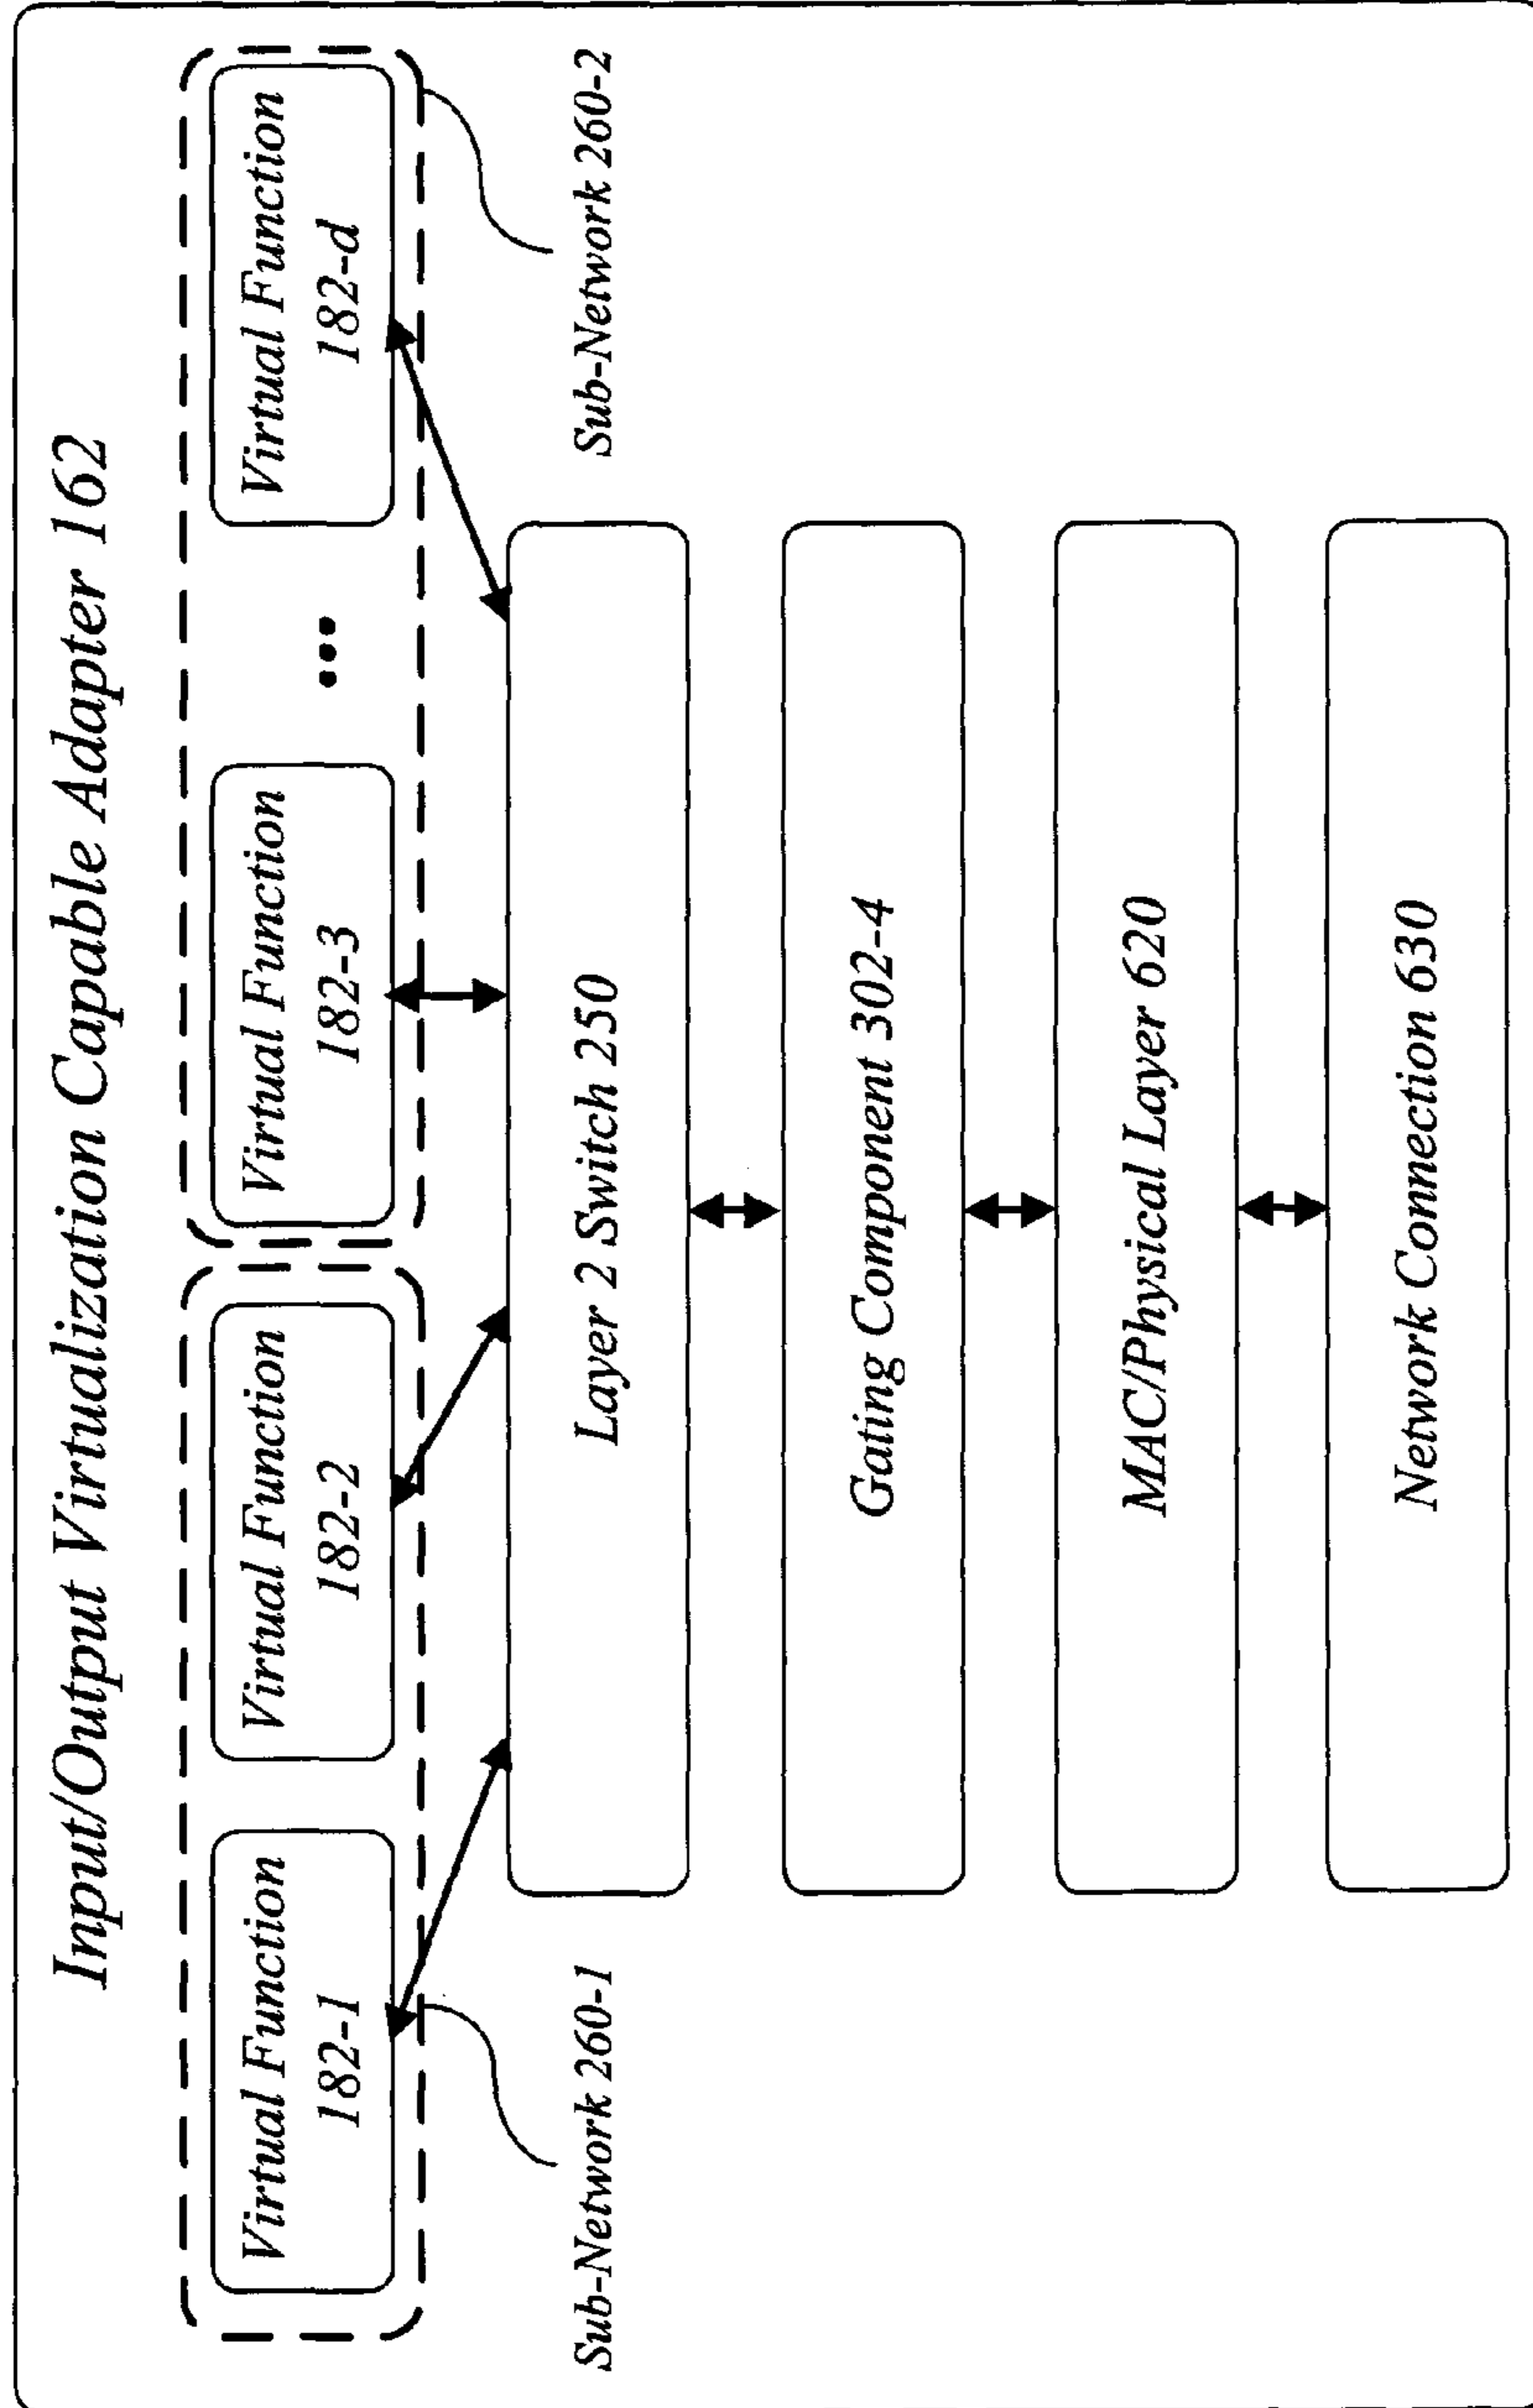 Input/Output Virtualization Capable Adapter 162
Virtual Function
182-1
Virtual Function
182-2
Virtual Function
182-3
...
Virtual Function
182-d
Sub-Network 260-1
Sub-Network 260-2
Layer 2 Switch 250
Gating Component 302-4
MAC/Physical Layer 620
Network Connection 630